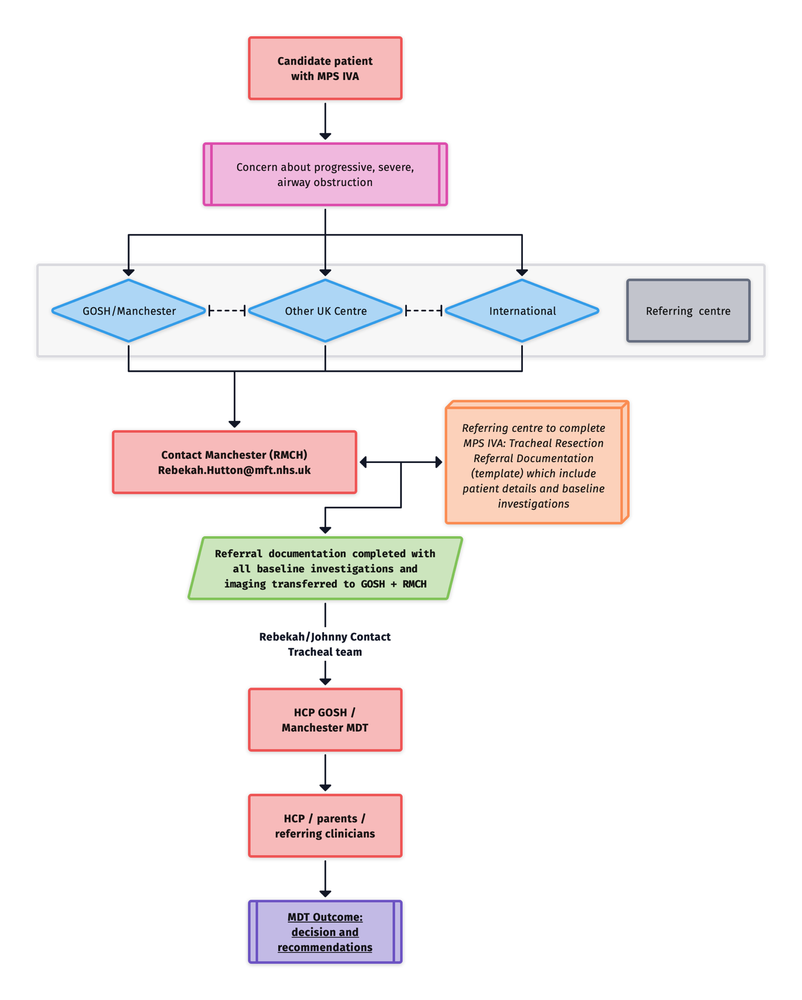 Candidate patient
with MPS IVA
Concern about progressive, severe,
airway obstruction
GOSH/Manchester
Other UK Centre
International
Referring centre
Contact Manchester (RMCH)
Rebekah.Hutton@mft.nhs.uk
Referring centre to complete
MPS IVA: Tracheal Resection
Referral Documentation
(template) which include
patient details and baseline
investigations
Referral documentation completed with
all baseline investigations and
imaging transferred to GOSH + RMCH
Rebekah/Johnny Contact
Tracheal team
HCP GOSH /
Manchester MDT
HCP / parents /
referring clinicians
MDT Outcome:
decision and
recommendations